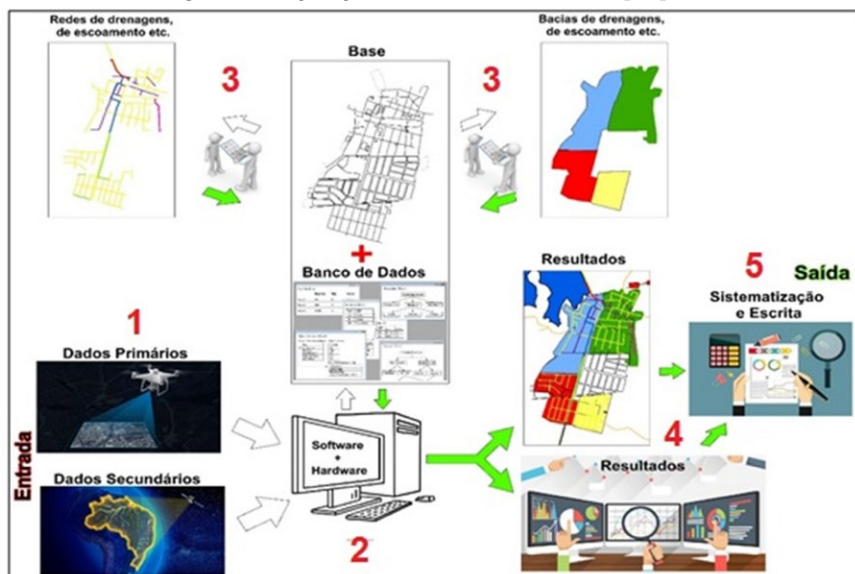 Redes de drenagens,
de escoamento etc.
3
Base
3
Bacias de drenagens,
de escoamento etc.
+
Banco de Dados
1
Dados Primários
Entrada
Dados Secundários
Software
+
Hardware
2
Resultados
4
Resultados
5
Saída
Sistematização
e Escrita